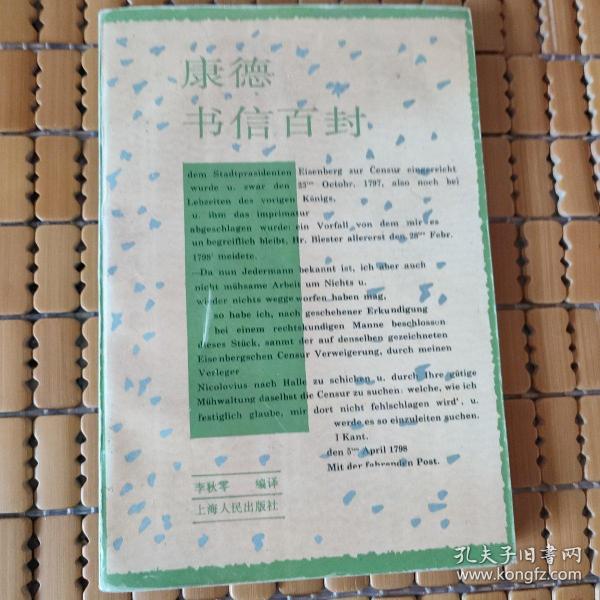 康德
书信百封
dem Stadtpräsidenten Eisenberg zur Censur eingereicht
wurde u. zwar den 23ten Octobr. 1797, also noch bei
Lebzeiten des vorigen Königs,
u. ihm das imprimatur
abgeschlagen wurde: ein Vorfall von dem mir es
unbegreiflich bleibt, Hr. Biester allererst den 28ten Febr.
1798 meldete.
—Da nun Jedermann bekannt ist, ich aber auch
nicht mühsame Arbeit um Nichts u.
wieder nichts weggeworfen haben mag,
so habe ich, nach geschehener Erkundigung
bei einem rechtskundigen Manne beschlossen
dieses Stück, sammt der auf denselben gezeichneten
Eisenbergschen Censur Verweigerung, durch meinen
Verleger
Nicolovius nach Halle zu schicken u. durch Ihre gütige
Mühwaltung daselbst die Censur zu suchen: welche, wie ich
festiglich glaube, mir dort nicht fehlschlagen wird, u.
werde es so einzuleiten suchen.
I Kant.
den 5ten April 1798
Mit der fahrenden Post.
李秋零 编译
上海人民出版社
孔夫子旧书网
www.kongfz.com